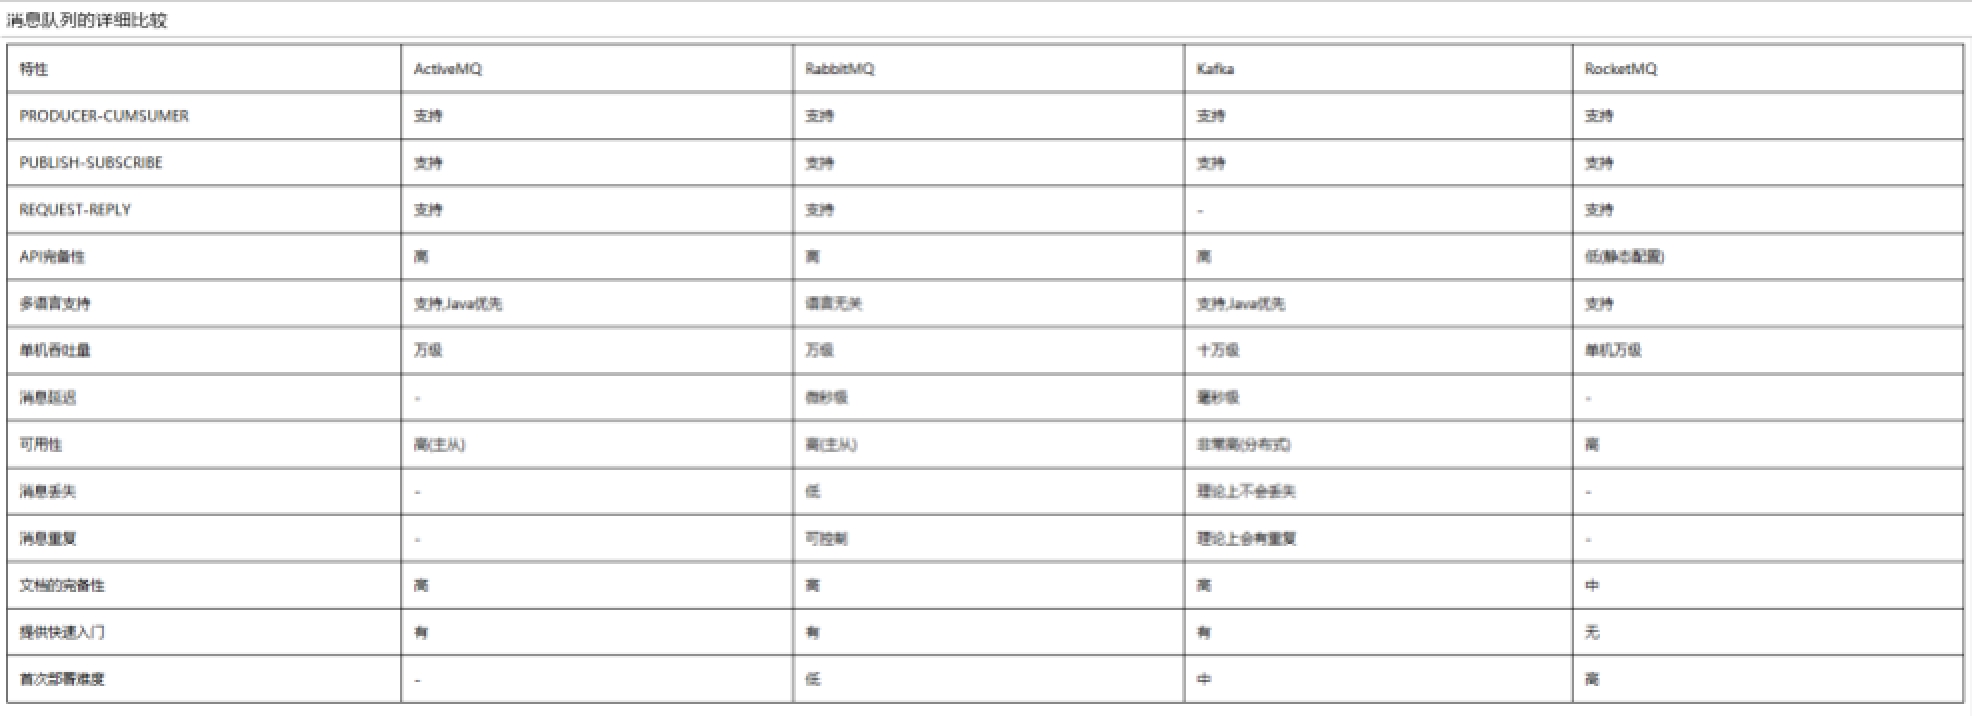 消息队列的详细比较
特性 ActiveMQ RabbitMQ Kafka RocketMQ
PRODUCER-CUMSUMER 支持 支持 支持 支持
PUBLISH-SUBSCRIBE 支持 支持 支持 支持
REQUEST-REPLY 支持 支持 - 支持
API完备性 高 高 高 低(静态配置)
多语言支持 支持,Java优先 语言无关 支持,Java优先 支持
单机吞吐量 万级 万级 十万级 单机万级
消息延迟 - 微秒级 毫秒级 -
可用性 高(主从) 高(主从) 非常高(分布式) 高
消息丢失 - 低 理论上不会丢失 -
消息重复 - 可控制 理论上会有重复 -
文档的完备性 高 高 高 中
提供快速入门 有 有 有 无
首次部署难度 - 低 中 高